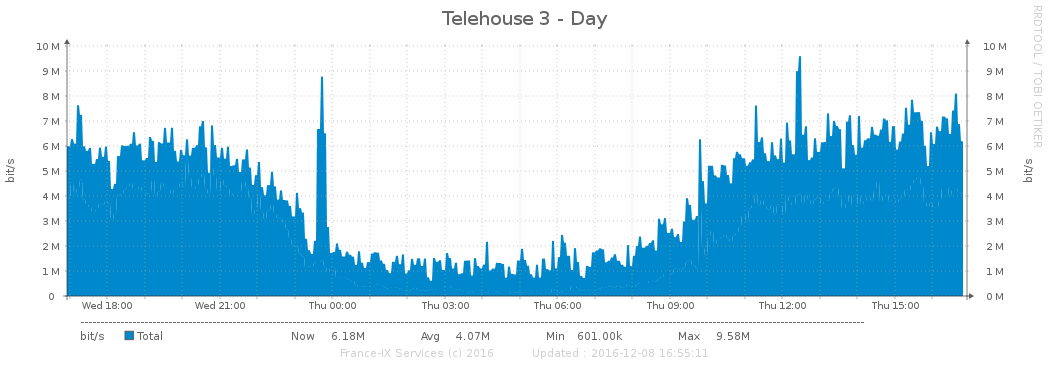 Telehouse 3 - Day
RRDTOOL / TOBI OETIKER
bit/s
10 M 10 M
9 M 9 M
8 M 8 M
7 M 7 M
6 M 6 M
5 M 5 M
4 M 4 M
3 M 3 M
2 M 2 M
1 M 1 M
0 0 M
bit/s
Wed 18:00 Wed 21:00 Thu 00:00 Thu 03:00 Thu 06:00 Thu 09:00 Thu 12:00 Thu 15:00
bit/s Total Now 6.18M Avg 4.07M Min 601.00k Max 9.58M
France-IX Services (c) 2016 Updated : 2016-12-08 16:55:11